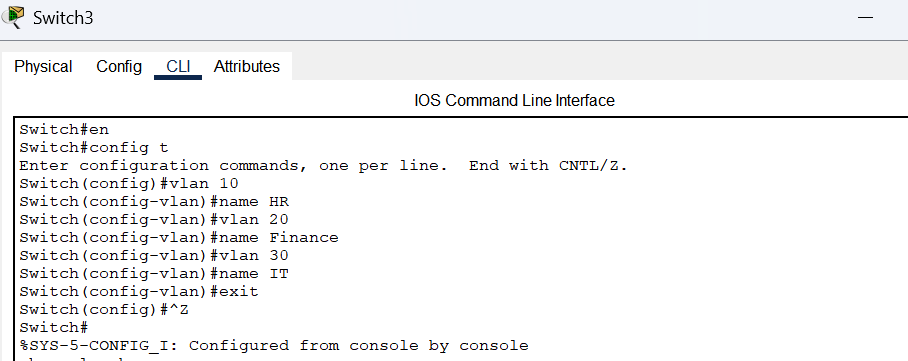 Switch3
Physical Config CLI Attributes
IOS Command Line Interface
Switch#en
Switch#config t
Enter configuration commands, one per line.  End with CNTL/Z.
Switch(config)#vlan 10
Switch(config-vlan)#name HR
Switch(config-vlan)#vlan 20
Switch(config-vlan)#name Finance
Switch(config-vlan)#vlan 30
Switch(config-vlan)#name IT
Switch(config-vlan)#exit
Switch(config)#^Z
Switch#
%SYS-5-CONFIG_I: Configured from console by console